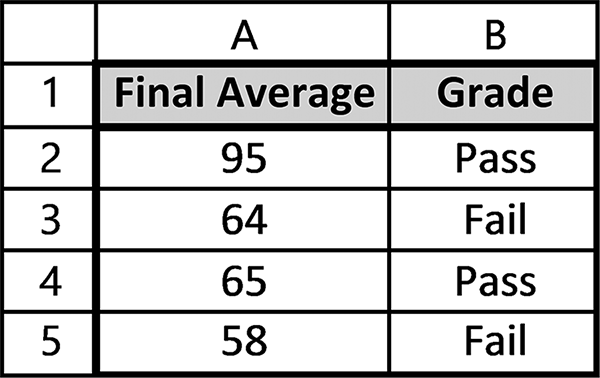 A B
1 Final Average Grade
2 95 Pass
3 64 Fail
4 65 Pass
5 58 Fail